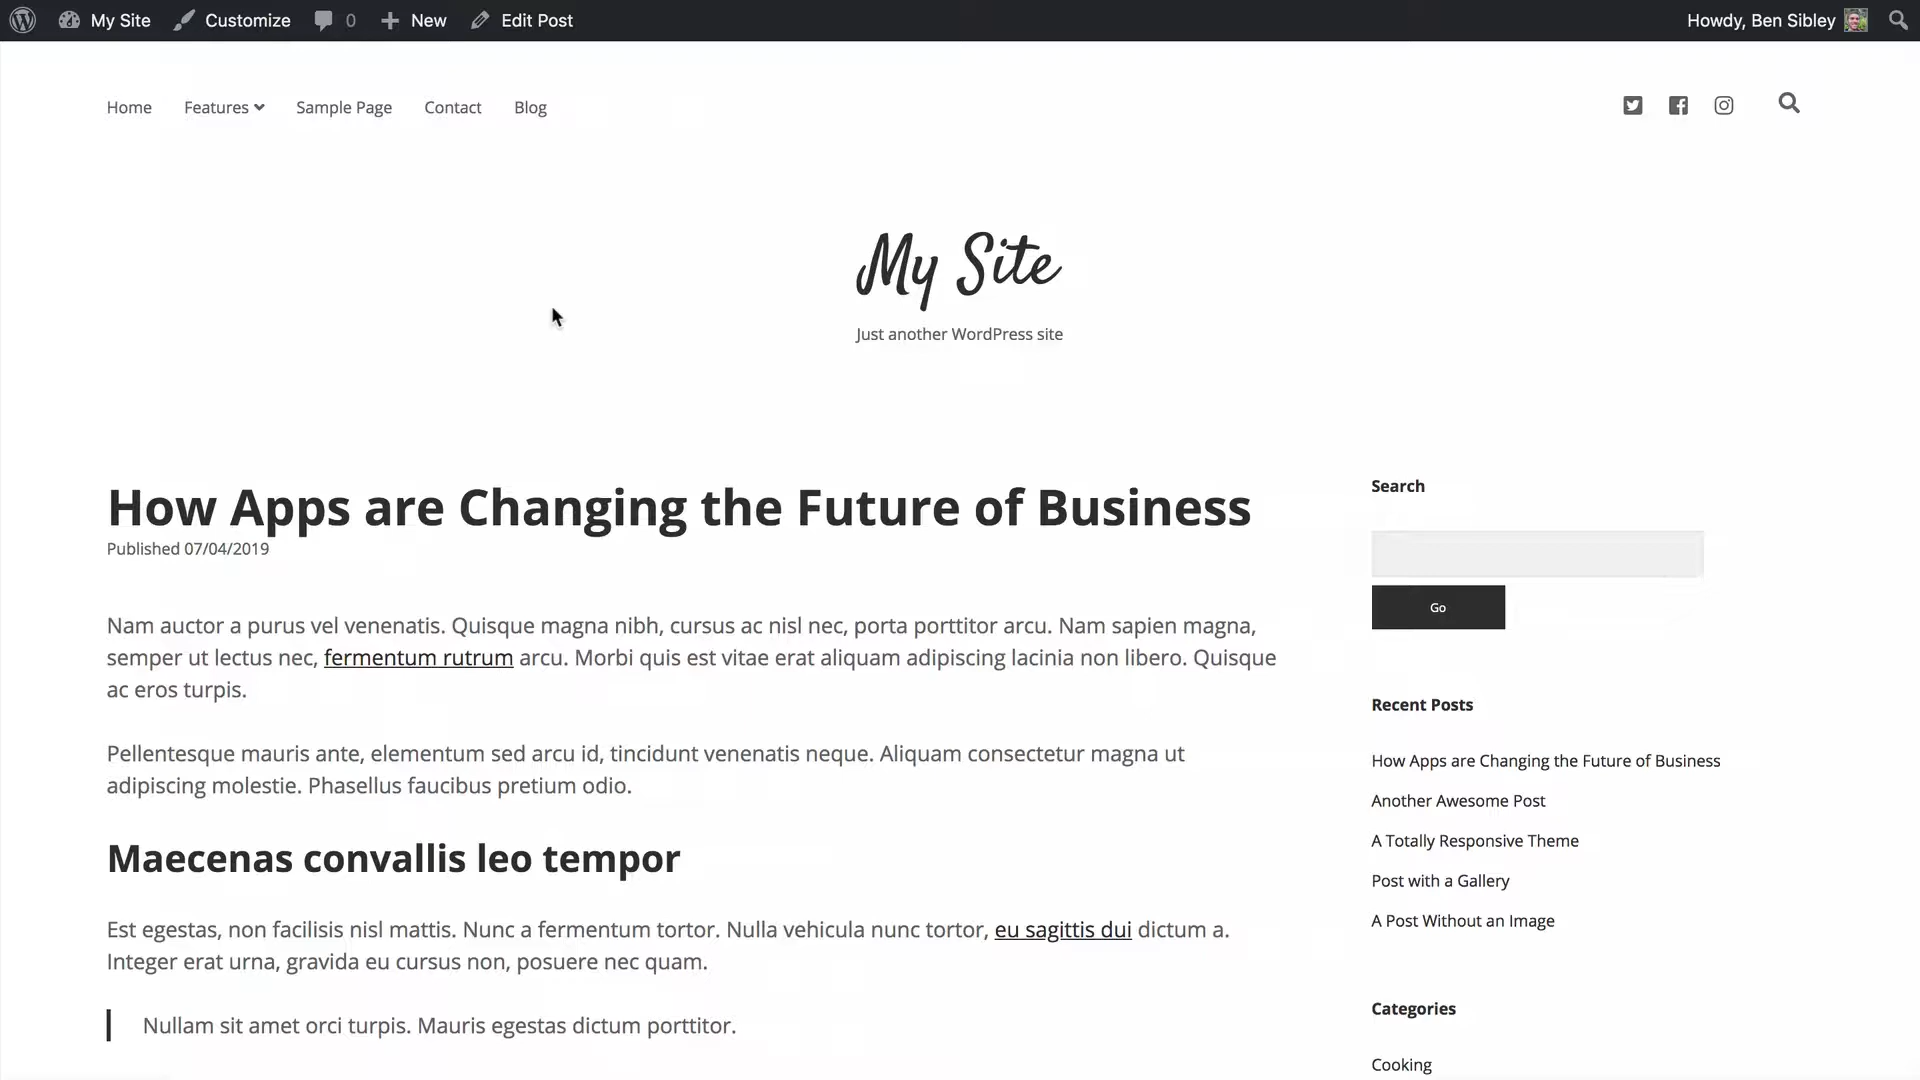 My Site Customize 0 New Edit Post Howdy, Ben Sibley
Home Features Sample Page Contact Blog
My Site
Just another WordPress site
How Apps are Changing the Future of Business
Published 07/04/2019
Nam auctor a purus vel venenatis. Quisque magna nibh, cursus ac nisl nec, porta porttitor arcu. Nam sapien magna,
semper ut lectus nec, fermentum rutrum arcu. Morbi quis est vitae erat aliquam adipiscing lacinia non libero. Quisque
ac eros turpis.
Pellentesque mauris ante, elementum sed arcu id, tincidunt venenatis neque. Aliquam consectetur magna ut
adipiscing molestie. Phasellus faucibus pretium odio.
Maecenas convallis leo tempor
Est egestas, non facilisis nisl mattis. Nunc a fermentum tortor. Nulla vehicula nunc tortor, eu sagittis dui dictum a.
Integer erat urna, gravida eu cursus non, posuere nec quam.
Nullam sit amet orci turpis. Mauris egestas dictum porttitor.
Search
Go
Recent Posts
How Apps are Changing the Future of Business
Another Awesome Post
A Totally Responsive Theme
Post with a Gallery
A Post Without an Image
Categories
Cooking